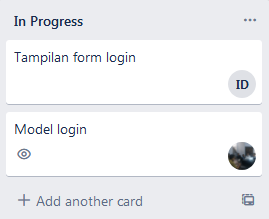 In Progress
Tampilan form login
ID
Model login
Add another card